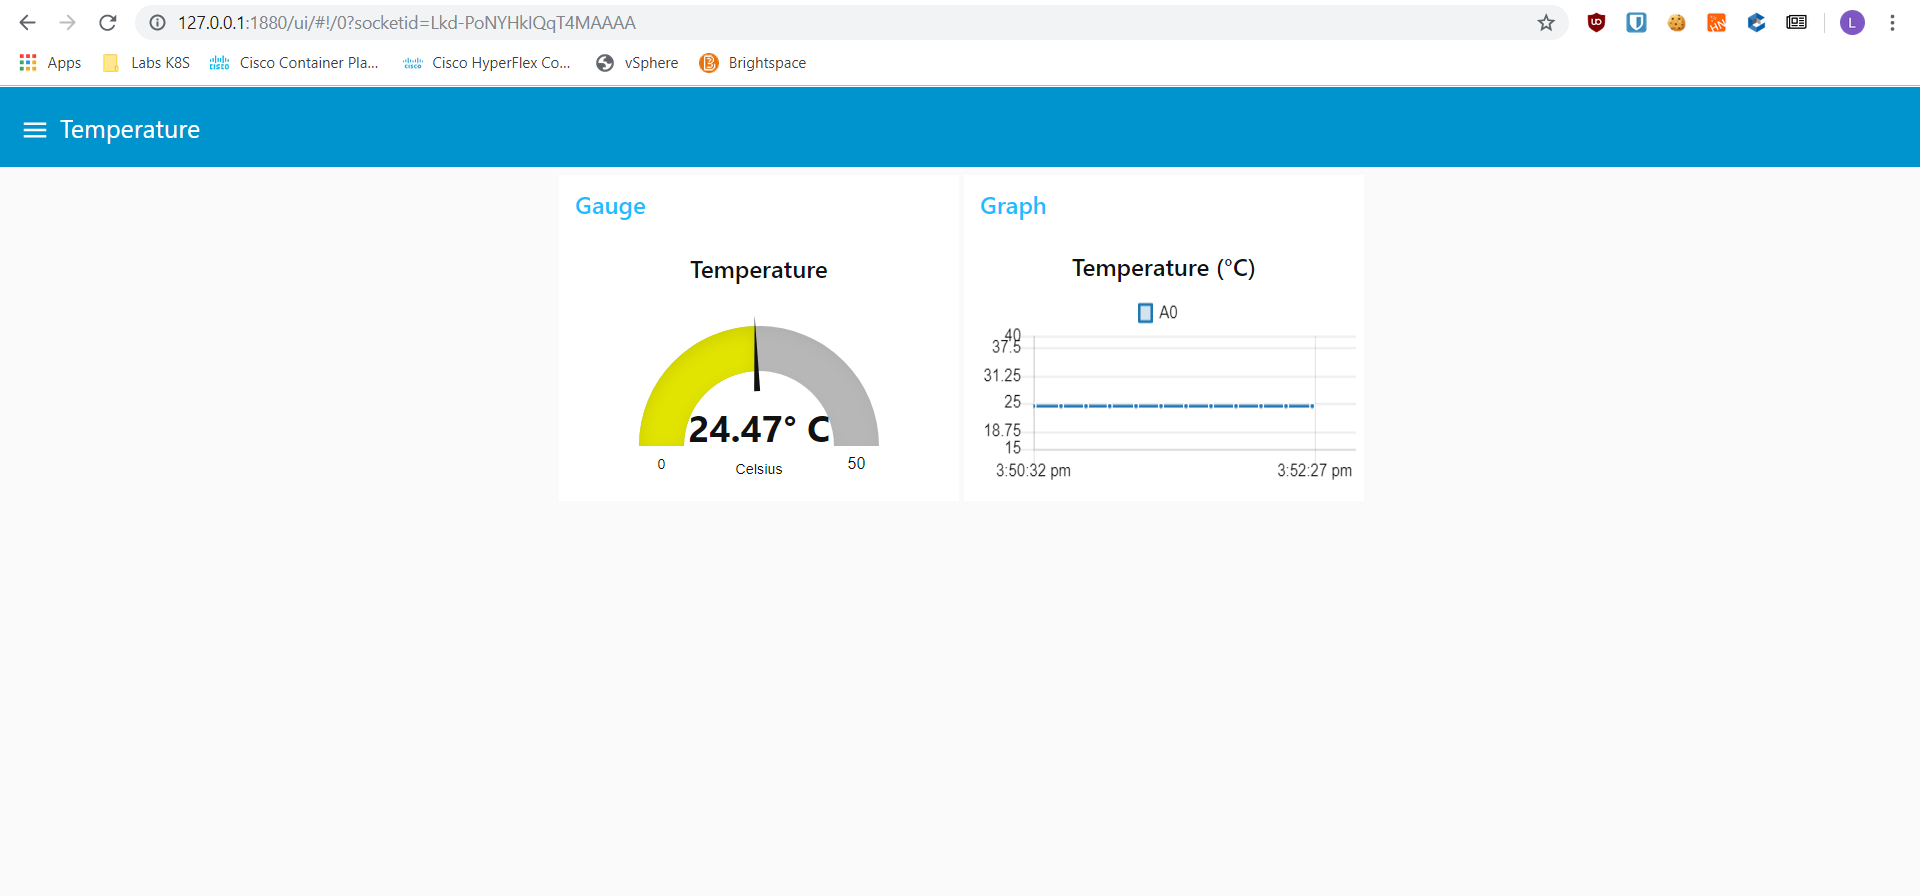 127.0.0.1:1880/ui/#!/0?socketid=Lkd-PoNYHkIQqT4MAAAA
L
Apps Labs K8S Cisco Container Pla... Cisco HyperFlex Co... vSphere Brightspace
Temperature
Gauge
Temperature
24.47° C
0 Celsius 50
Graph
Temperature (°C)
A0
40
37.5
31.25
25
18.75
15
3:50:32 pm 3:52:27 pm